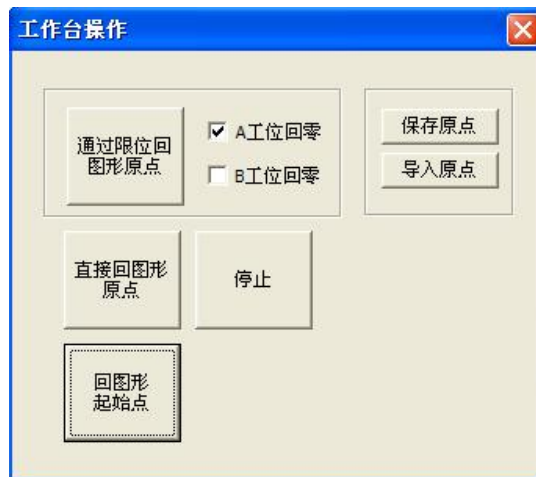 工作台操作
通过限位回
图形原点
A工位回零
B工位回零
保存原点
导入原点
直接回图形
原点
停止
回图形
起始点